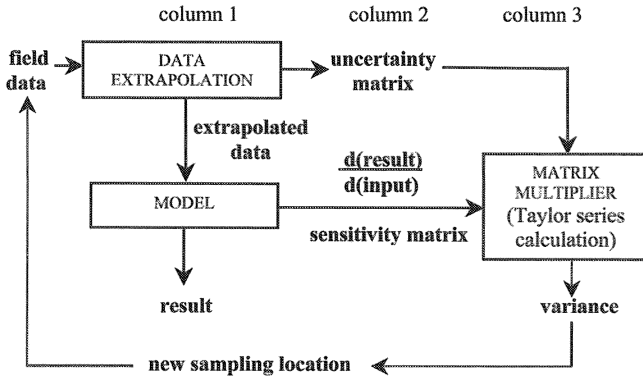 column 1 column 2 column 3
field
data
DATA
EXTRAPOLATION
uncertainty
matrix
extrapolated
data
d(result)
d(input)
MODEL
sensitivity matrix
MATRIX
MULTIPLIER
(Taylor series
calculation)
result
variance
new sampling location